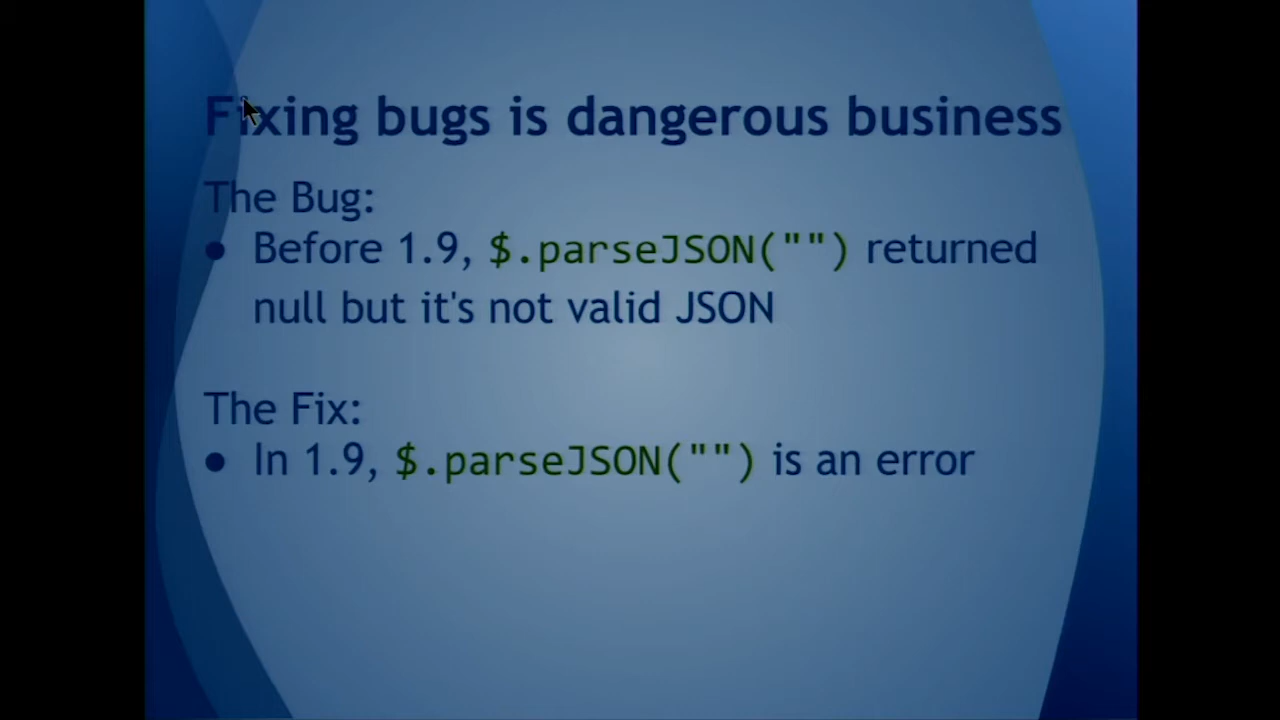 Fixing bugs is dangerous business
The Bug:
● Before 1.9, $.parseJSON("") returned
null but it's not valid JSON
The Fix:
● In 1.9, $.parseJSON("") is an error